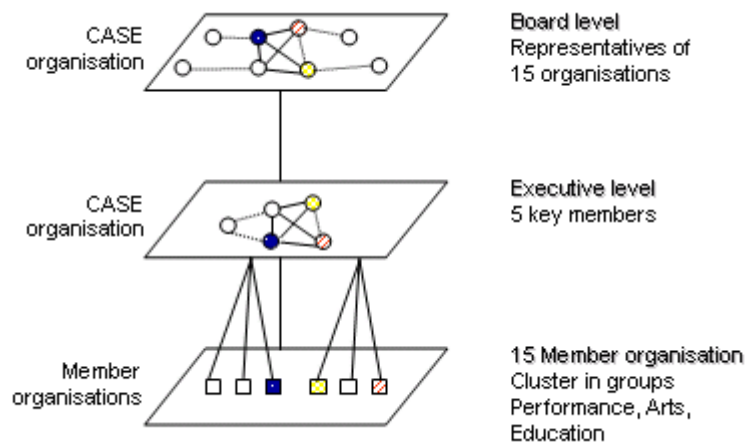 CASE
organisation
Board level
Representatives of
15 organisations
CASE
organisation
Executive level
5 key members
Member
organisations
15 Member organisation
Cluster in groups
Performance, Arts,
Education